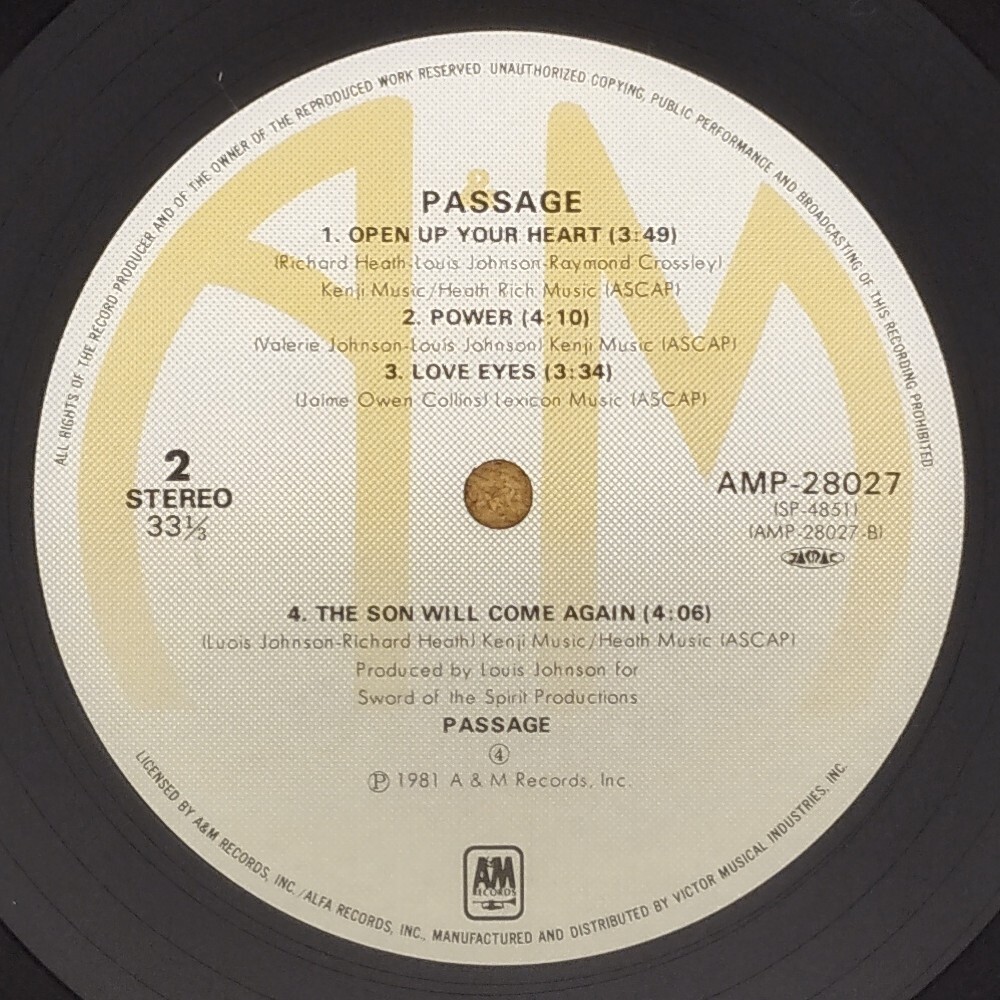 ALL RIGHTS OF THE RECORD PRODUCER AND OF THE OWNER OF THE REPRODUCED WORK RESERVED UNAUTHORIZED COPYING, PUBLIC PERFORMANCE AND BROADCASTING OF THIS RECORDING PROHIBITED
PASSAGE
1. OPEN UP YOUR HEART (3:49)
(Richard Heath-Louis Johnson-Raymond Crossley)
Kenji Music/Heath Rich Music (ASCAP)
2. POWER (4:10)
(Valerie Johnson-Louis Johnson) Kenji Music (ASCAP)
3. LOVE EYES (3:34)
(Jaime Owen Collins) Lexicon Music (ASCAP)
2
STEREO
33⅓
AMP-28027
(SP-4851)
(AMP-28027-B)
4. THE SON WILL COME AGAIN (4:06)
(Luois Johnson-Richard Heath) Kenji Music/Heath Music (ASCAP)
Produced by Louis Johnson for
Sword of the Spirit Productions
PASSAGE
④
℗ 1981 A & M Records, Inc.
A&M
RECORDS
LICENSED BY A&M RECORDS, INC./ALFA RECORDS, INC., MANUFACTURED AND DISTRIBUTED BY VICTOR MUSICAL INDUSTRIES, INC.